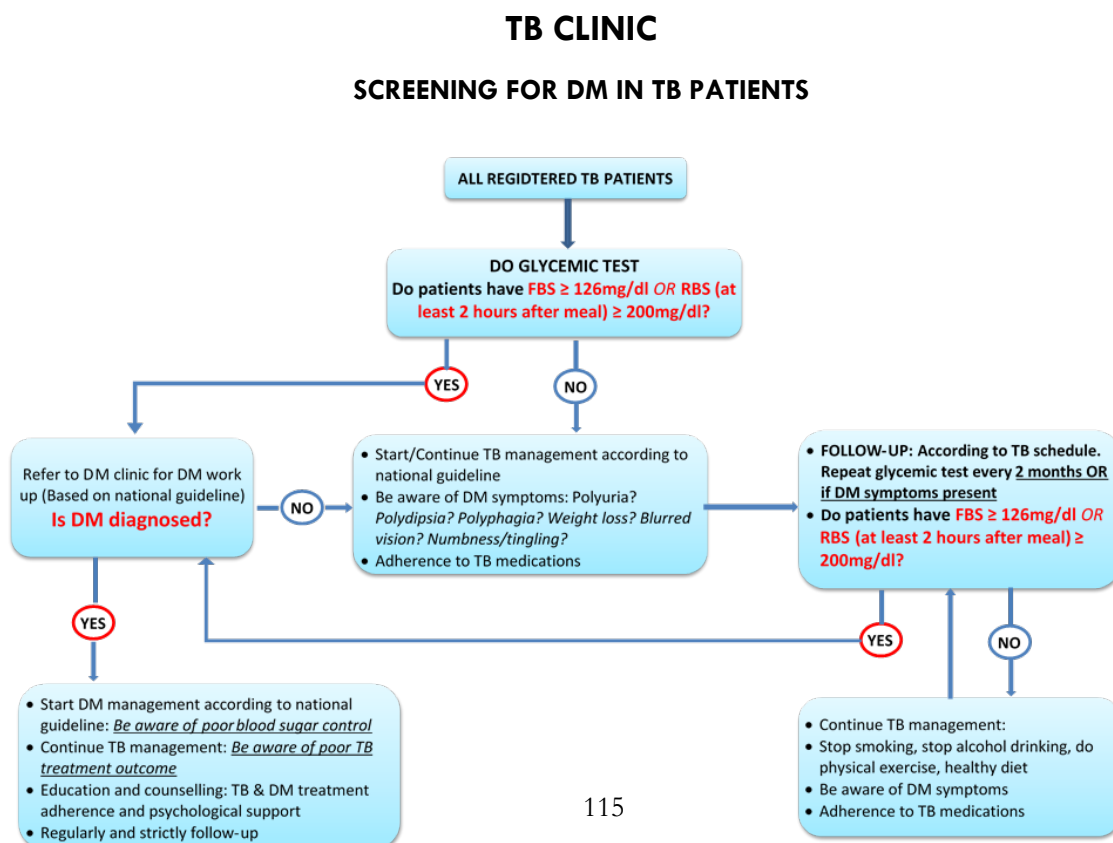 TB CLINIC
SCREENING FOR DM IN TB PATIENTS
ALL REGIDTERED TB PATIENTS
DO GLYCEMIC TEST
Do patients have FBS ≥ 126mg/dl OR RBS (at
least 2 hours after meal) ≥ 200mg/dl?
YES
NO
Refer to DM clinic for DM work
up (Based on national guideline)
Is DM diagnosed?
NO
• Start/Continue TB management according to
national guideline
• Be aware of DM symptoms: Polyuria?
Polydipsia? Polyphagia? Weight loss? Blurred
vision? Numbness/tingling?
• Adherence to TB medications
• FOLLOW-UP: According to TB schedule.
Repeat glycemic test every 2 months OR
if DM symptoms present
• Do patients have FBS ≥ 126mg/dl OR
RBS (at least 2 hours after meal) ≥
200mg/dl?
YES
YES
NO
• Start DM management according to national
guideline: Be aware of poor blood sugar control
• Continue TB management: Be aware of poor TB
treatment outcome
• Education and counselling: TB & DM treatment
adherence and psychological support
• Regularly and strictly follow-up
• Continue TB management:
• Stop smoking, stop alcohol drinking, do
physical exercise, healthy diet
• Be aware of DM symptoms
• Adherence to TB medications
115